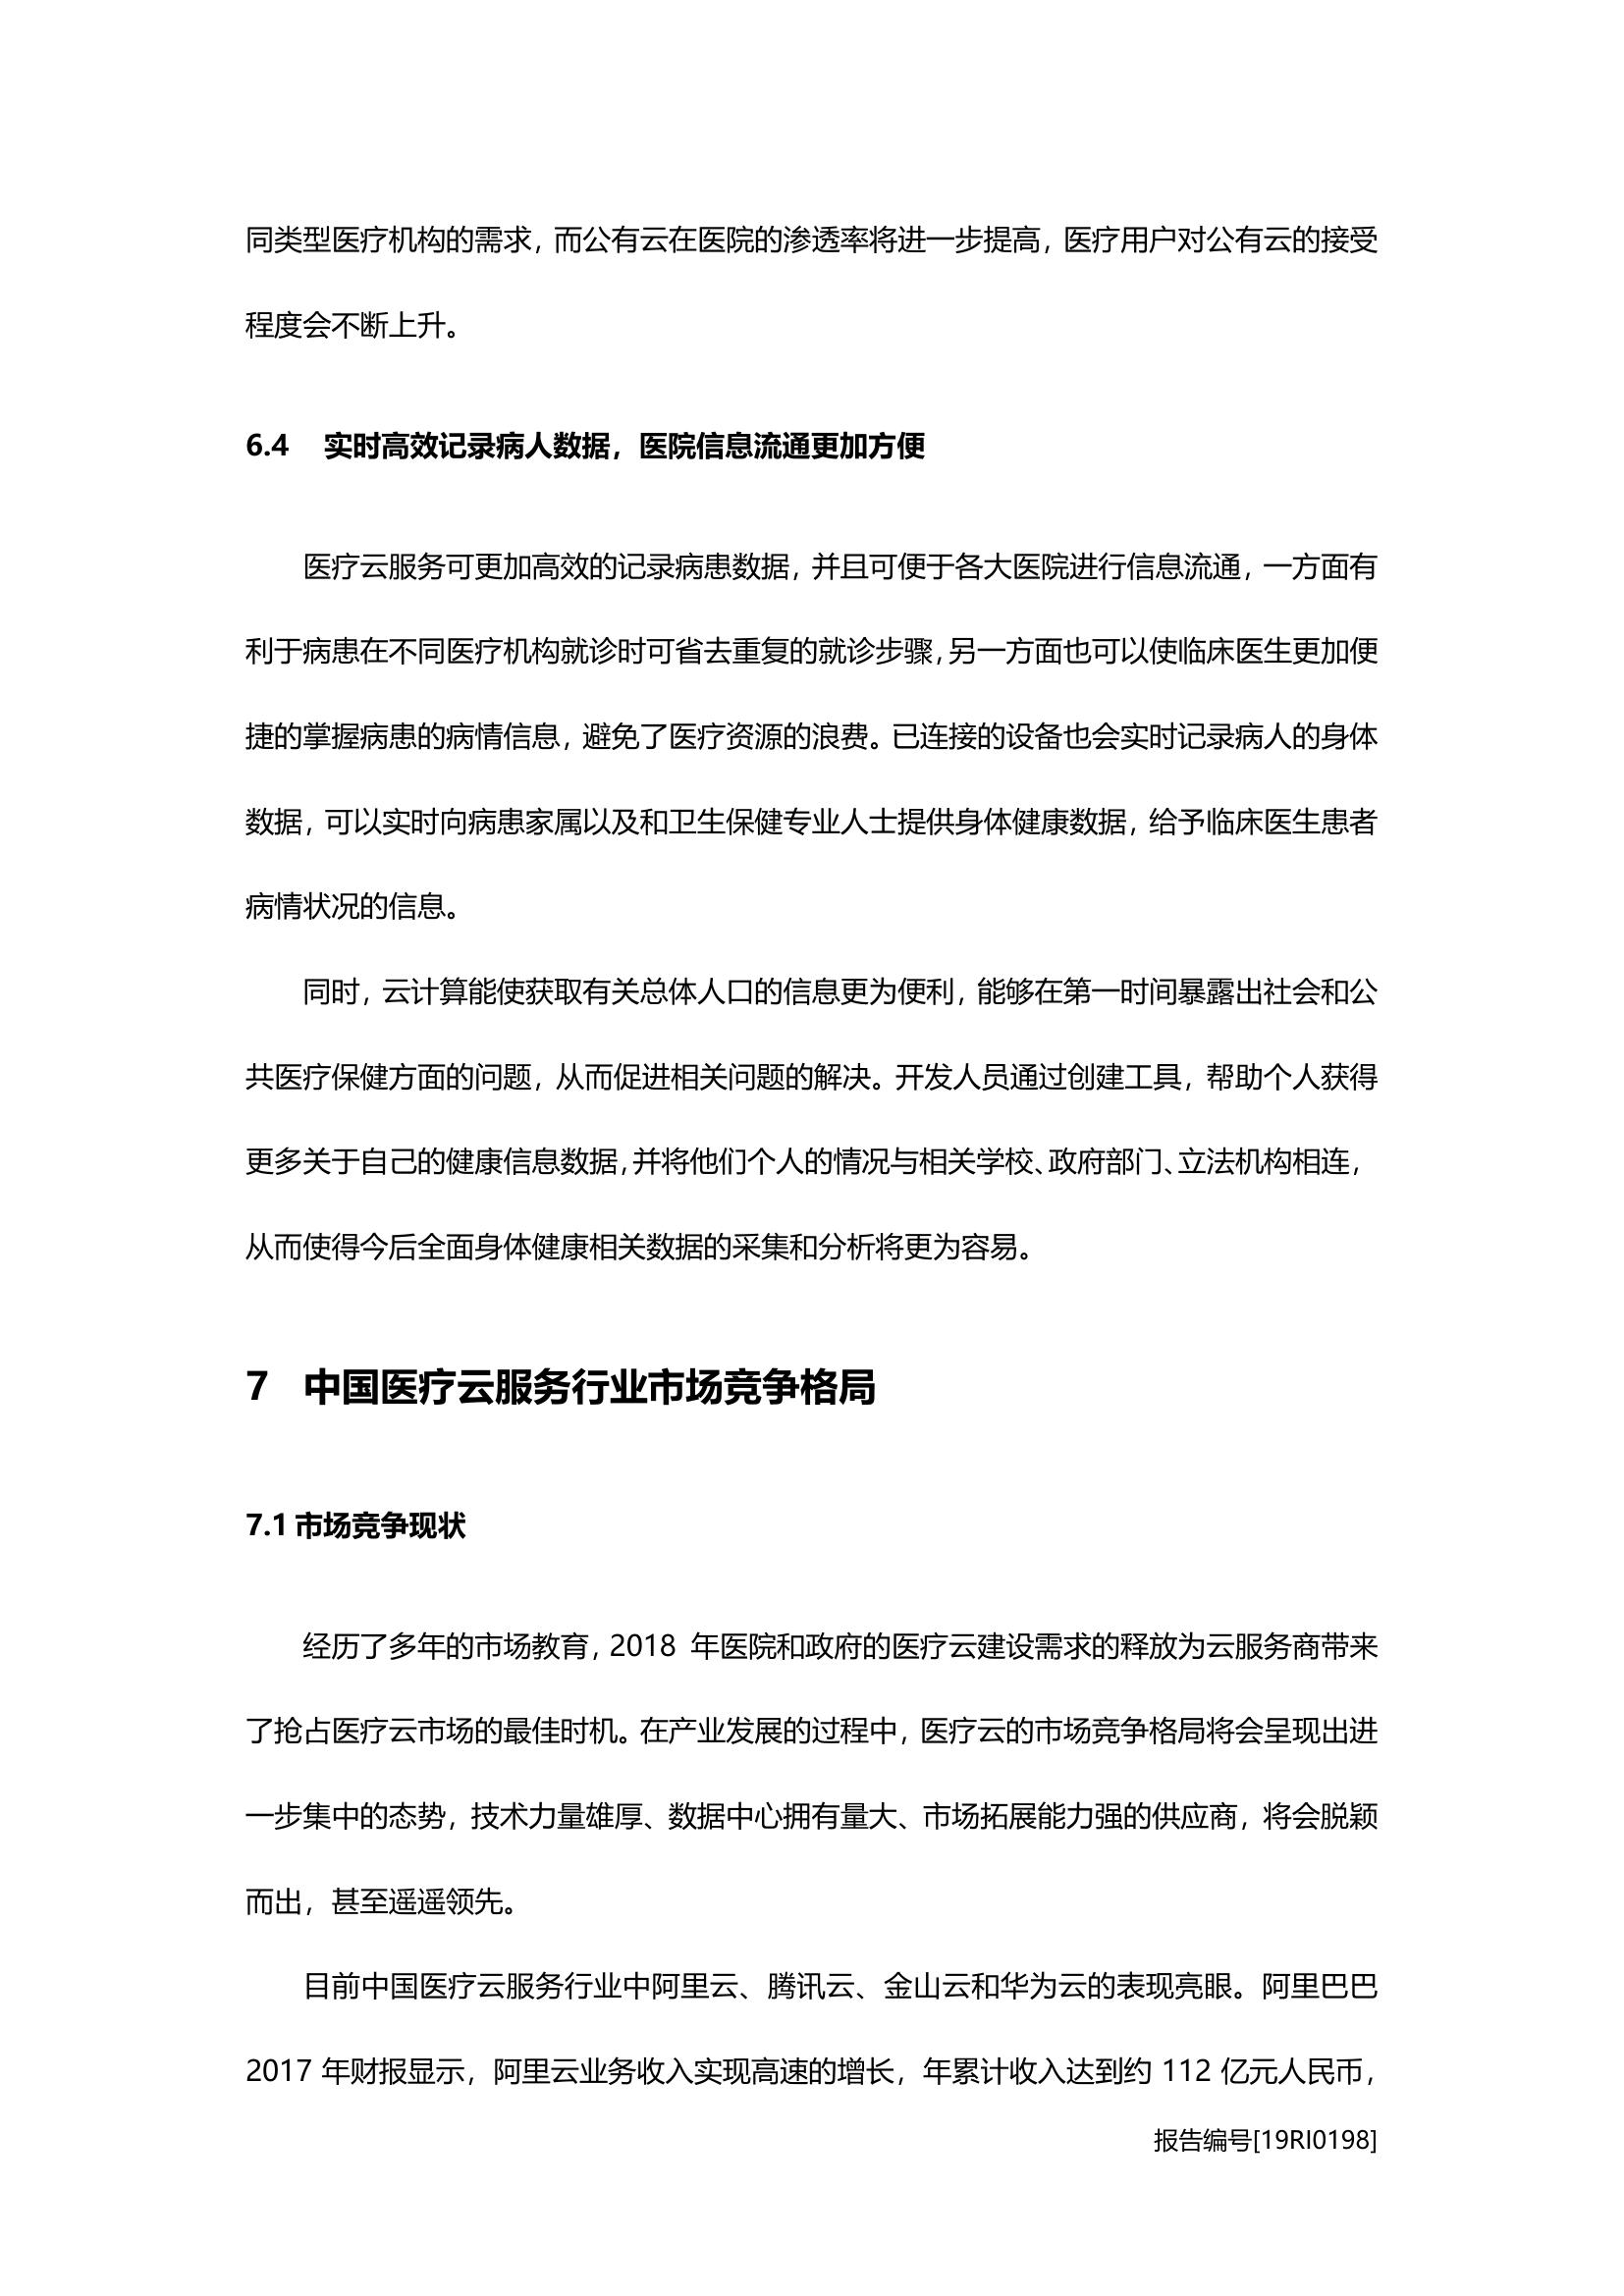 同类型医疗机构的需求，而公有云在医院的渗透率将进一步提高，医疗用户对公有云的接受
程度会不断上升。
6.4 实时高效记录病人数据，医院信息流通更加方便
医疗云服务可更加高效的记录病患数据，并且可便于各大医院进行信息流通，一方面有
利于病患在不同医疗机构就诊时可省去重复的就诊步骤，另一方面也可以使临床医生更加便
捷的掌握病患的病情信息，避免了医疗资源的浪费。已连接的设备也会实时记录病人的身体
数据，可以实时向病患家属以及和卫生保健专业人士提供身体健康数据，给予临床医生患者
病情状况的信息。
同时，云计算能使获取有关总体人口的信息更为便利，能够在第一时间暴露出社会和公
共医疗保健方面的问题，从而促进相关问题的解决。开发人员通过创建工具，帮助个人获得
更多关于自己的健康信息数据，并将他们个人的情况与相关学校、政府部门、立法机构相连，
从而使得今后全面身体健康相关数据的采集和分析将更为容易。
7 中国医疗云服务行业市场竞争格局
7.1 市场竞争现状
经历了多年的市场教育，2018 年医院和政府的医疗云建设需求的释放为云服务商带来
了抢占医疗云市场的最佳时机。在产业发展的过程中，医疗云的市场竞争格局将会呈现出进
一步集中的态势，技术力量雄厚、数据中心拥有量大、市场拓展能力强的供应商，将会脱颖
而出，甚至遥遥领先。
目前中国医疗云服务行业中阿里云、腾讯云、金山云和华为云的表现亮眼。阿里巴巴
2017 年财报显示，阿里云业务收入实现高速的增长，年累计收入达到约 112 亿元人民币，
报告编号[19RI0198]